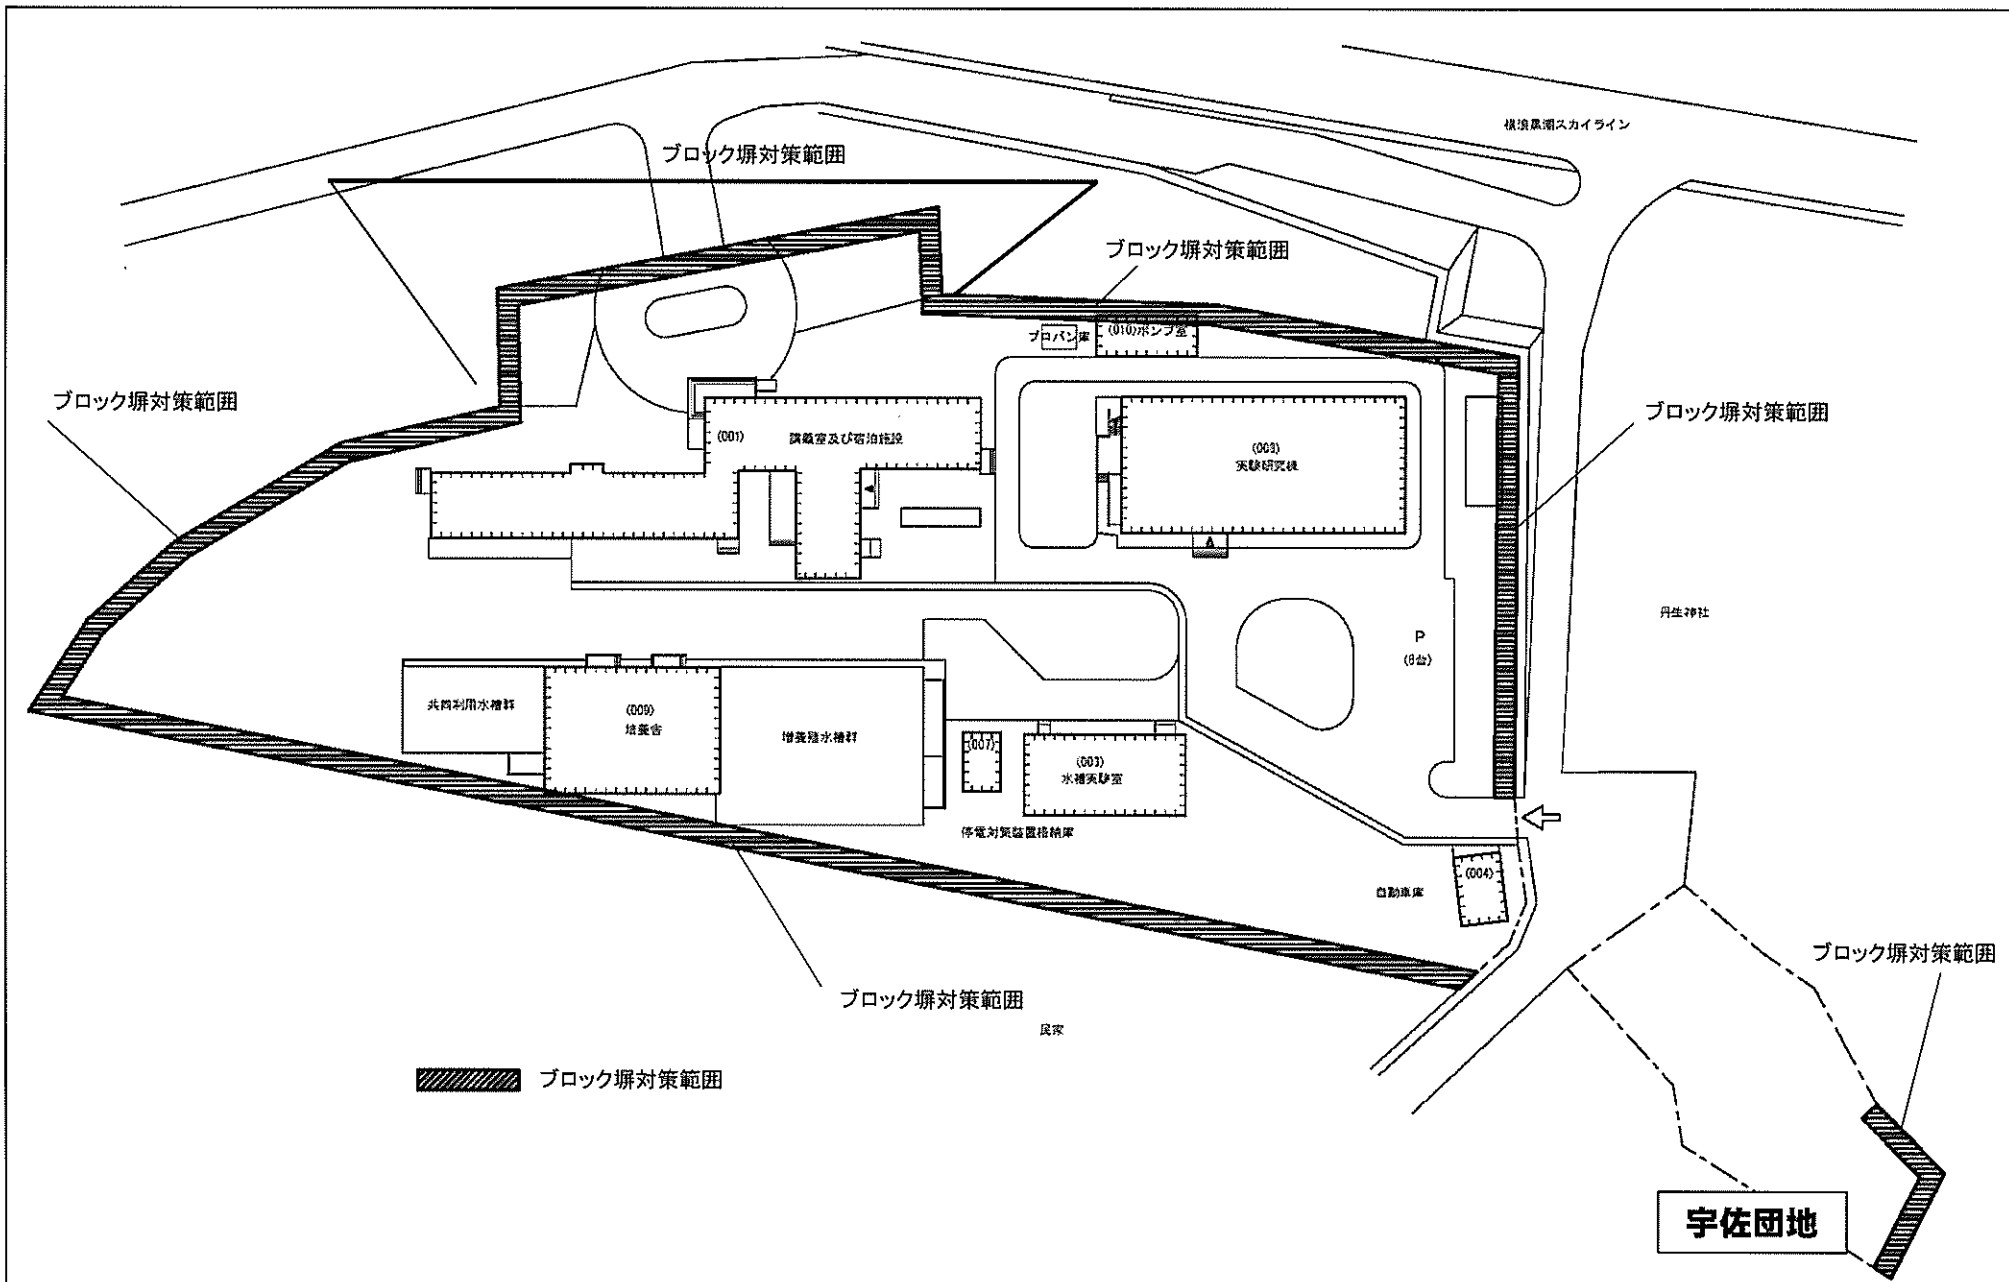 横浪黒潮スカイライン
ブロック塀対策範囲
ブロック塀対策範囲
プロパン庫
(010)ポンプ室
ブロック塀対策範囲
ブロック塀対策範囲
(001)
講義室及び宿泊施設
(003)
実験研究棟
丹生神社
P
(8台)
共同利用水槽群
(009)
培養舎
増養殖水槽群
(007)
(003)
水槽実験室
停電対策装置格納庫
自動車庫
(004)
ブロック塀対策範囲
ブロック塀対策範囲
民家
ブロック塀対策範囲
宇佐団地